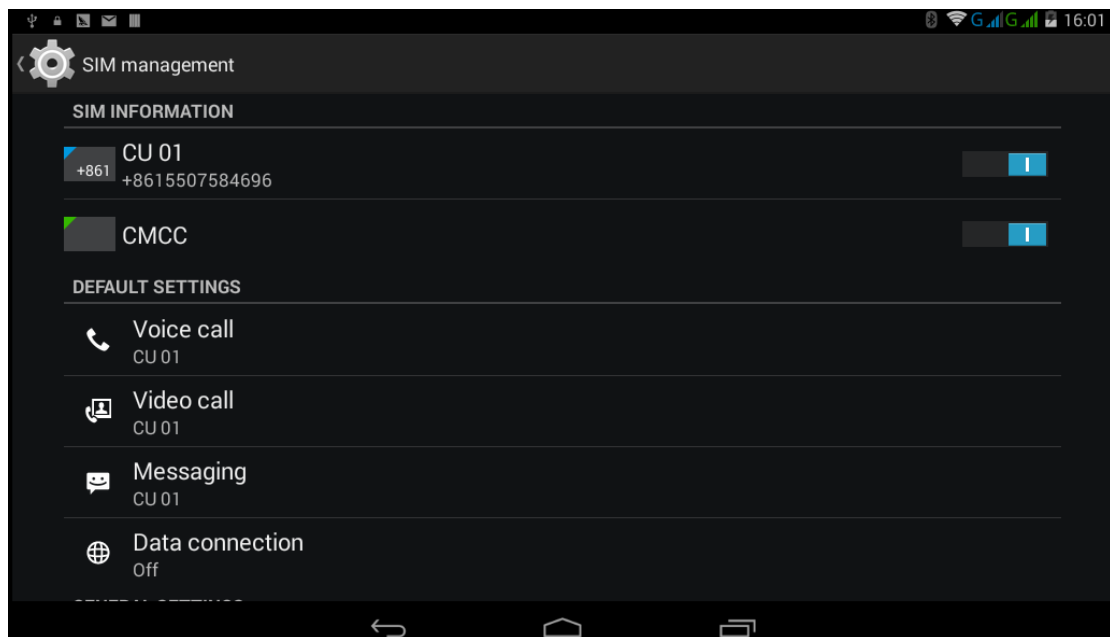 G G 16:01
SIM management
SIM INFORMATION
CU 01
+861
+8615507584696
CMCC
DEFAULT SETTINGS
Voice call
CU 01
Video call
CU 01
Messaging
CU 01
Data connection
Off